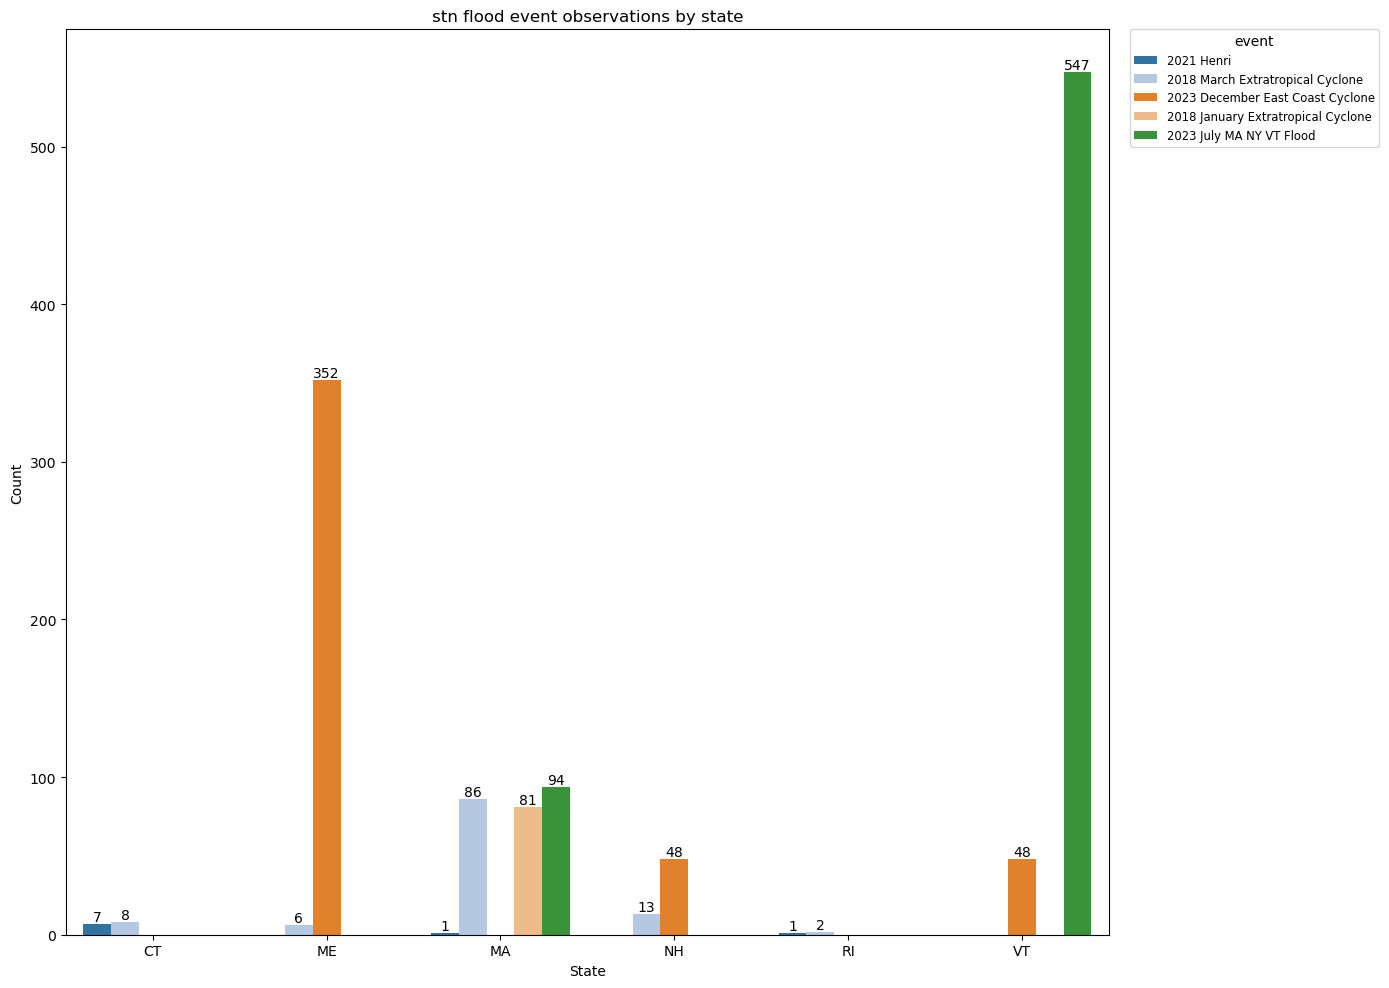 stn flood event observations by state
event
2021 Henri
2018 March Extratropical Cyclone
2023 December East Coast Cyclone
2018 January Extratropical Cyclone
2023 July MA NY VT Flood
Count
500
400
300
200
100
0
7
8
6
352
1
86
81
94
13
48
1
2
48
547
CT ME MA NH RI VT
State